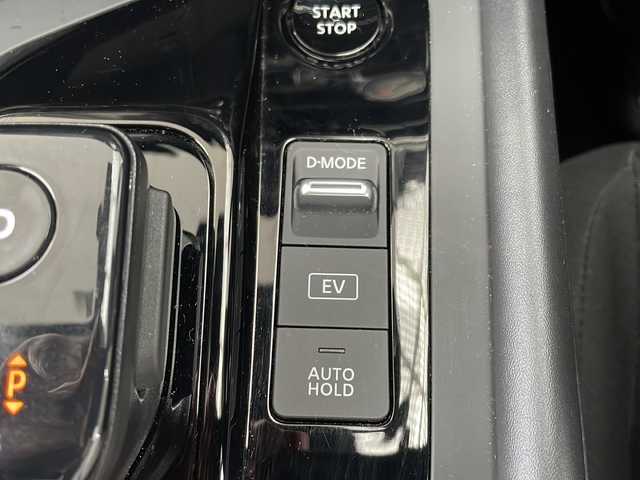 START
STOP
D-MODE
EV
AUTO
HOLD
P
P